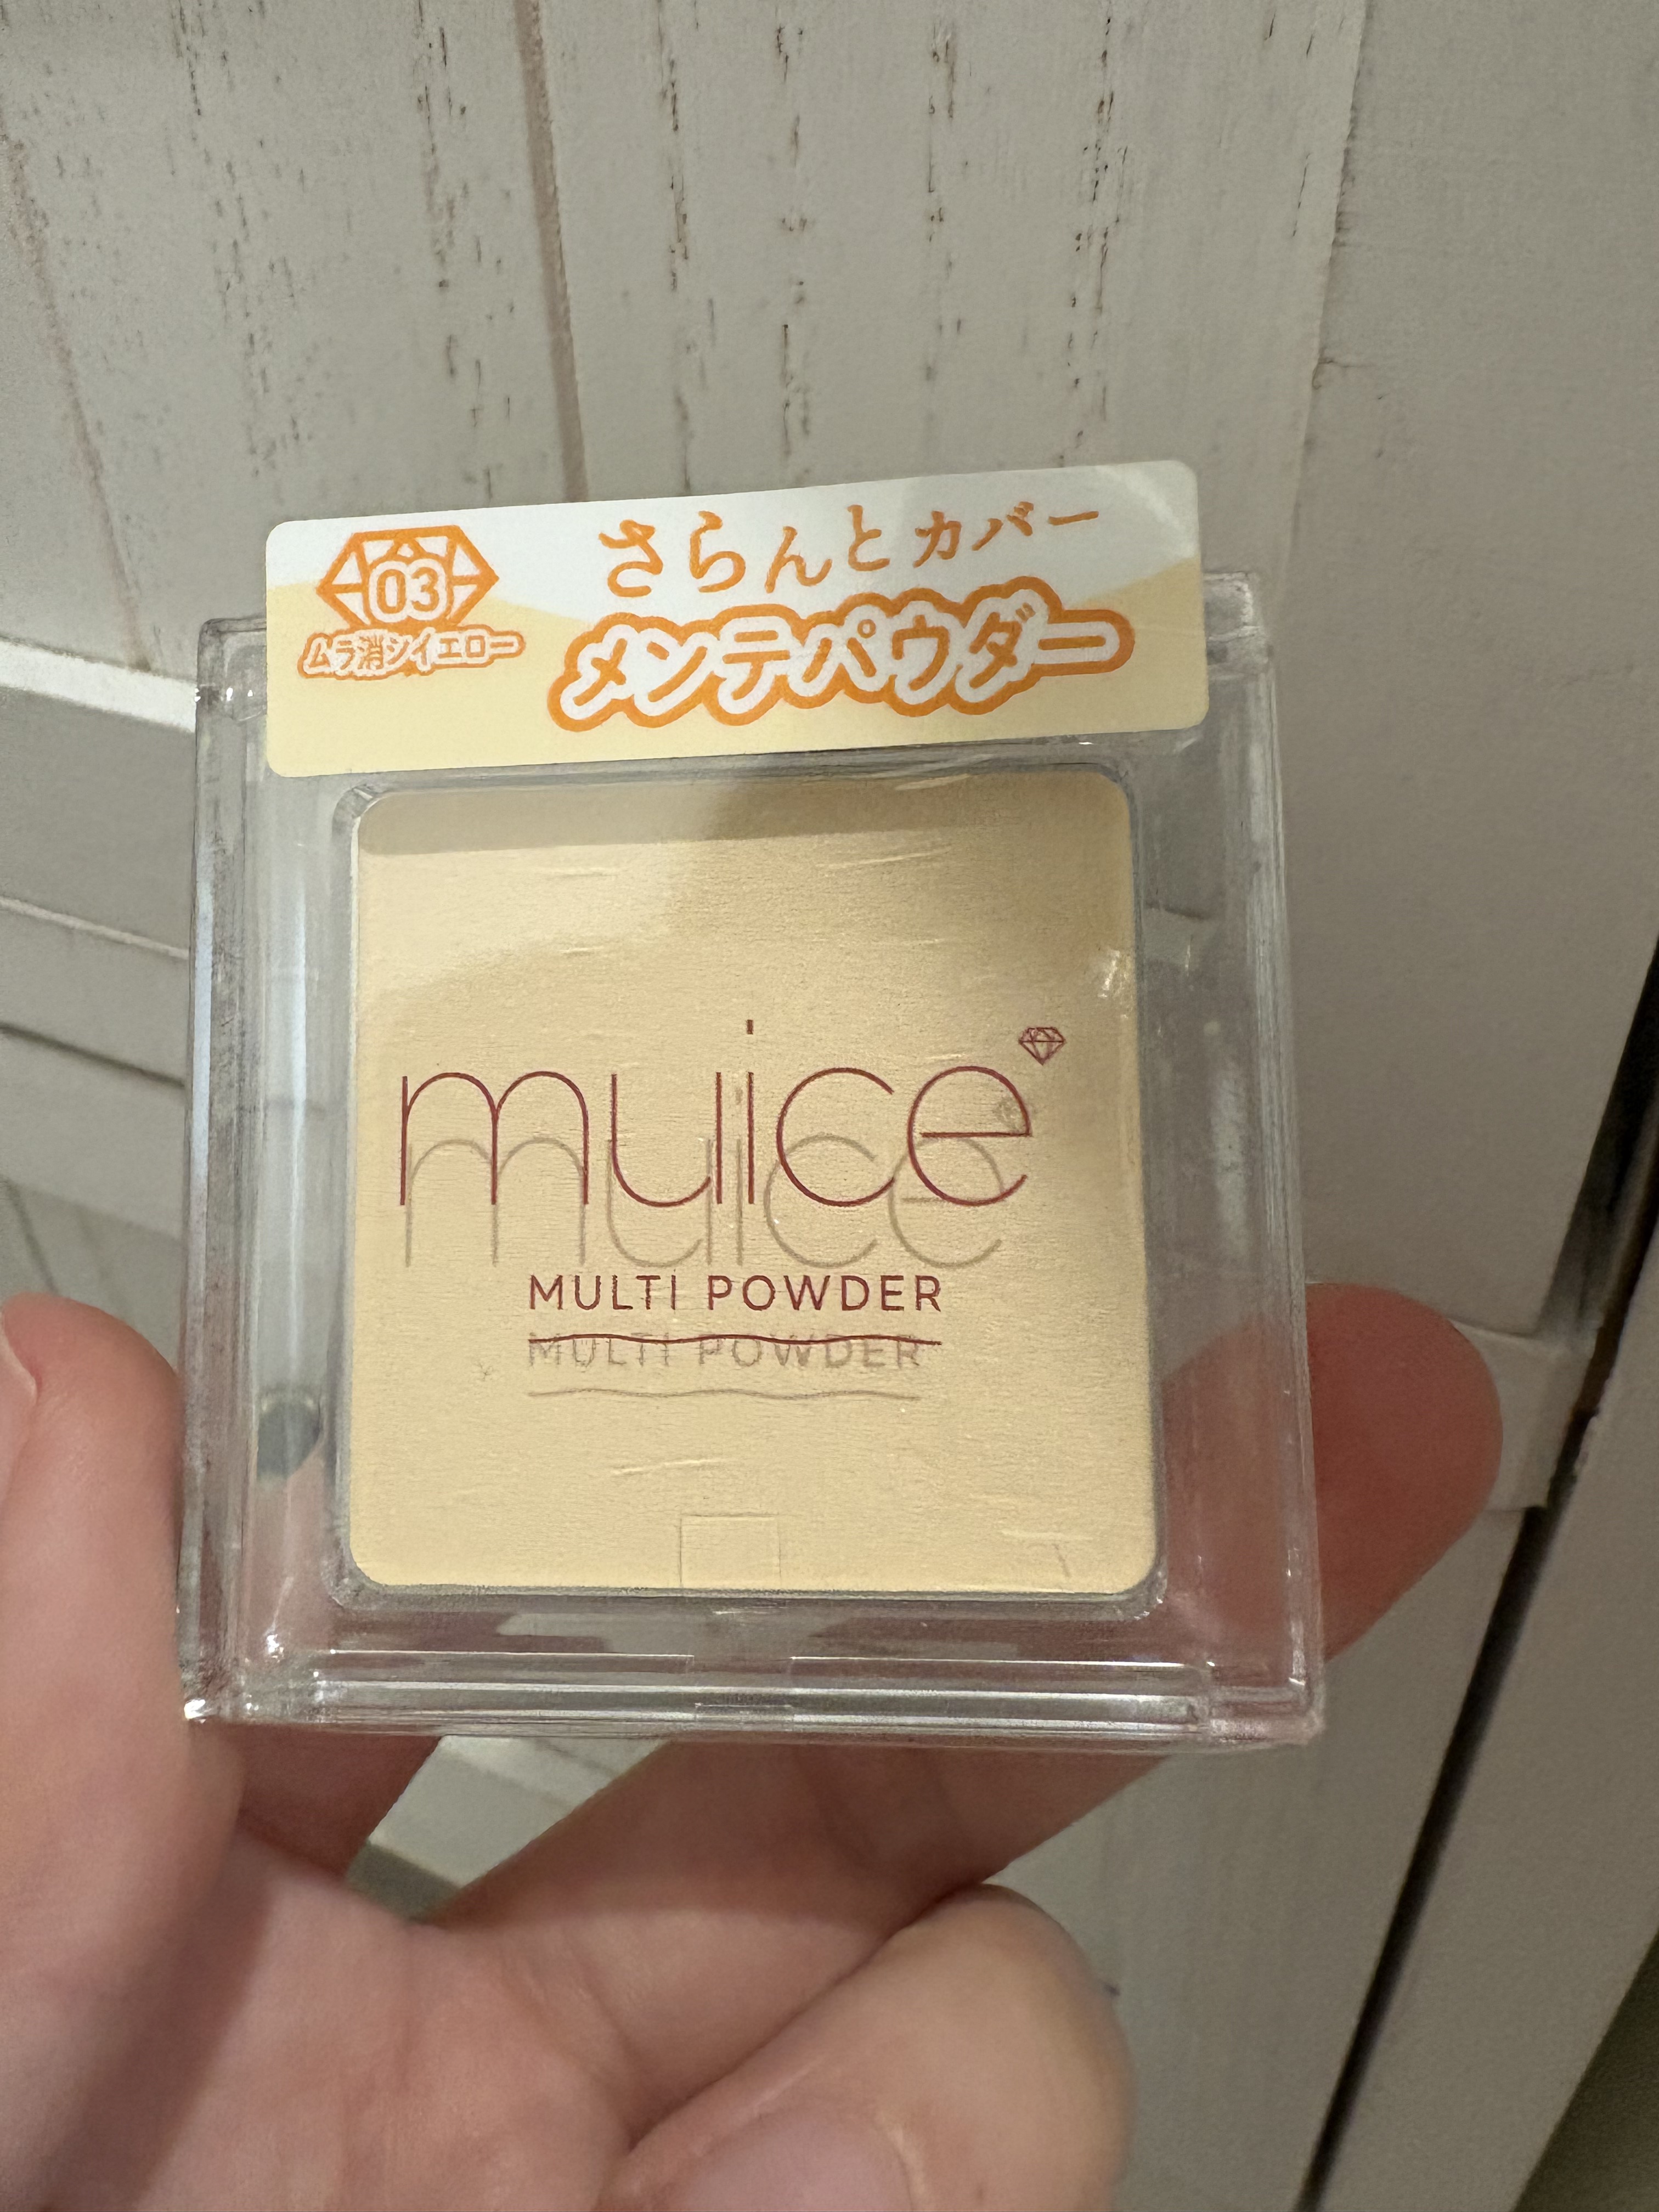 さらんとカバー
03
ムラ消シイエロー
メンテパウダー
muice
MULTI POWDER